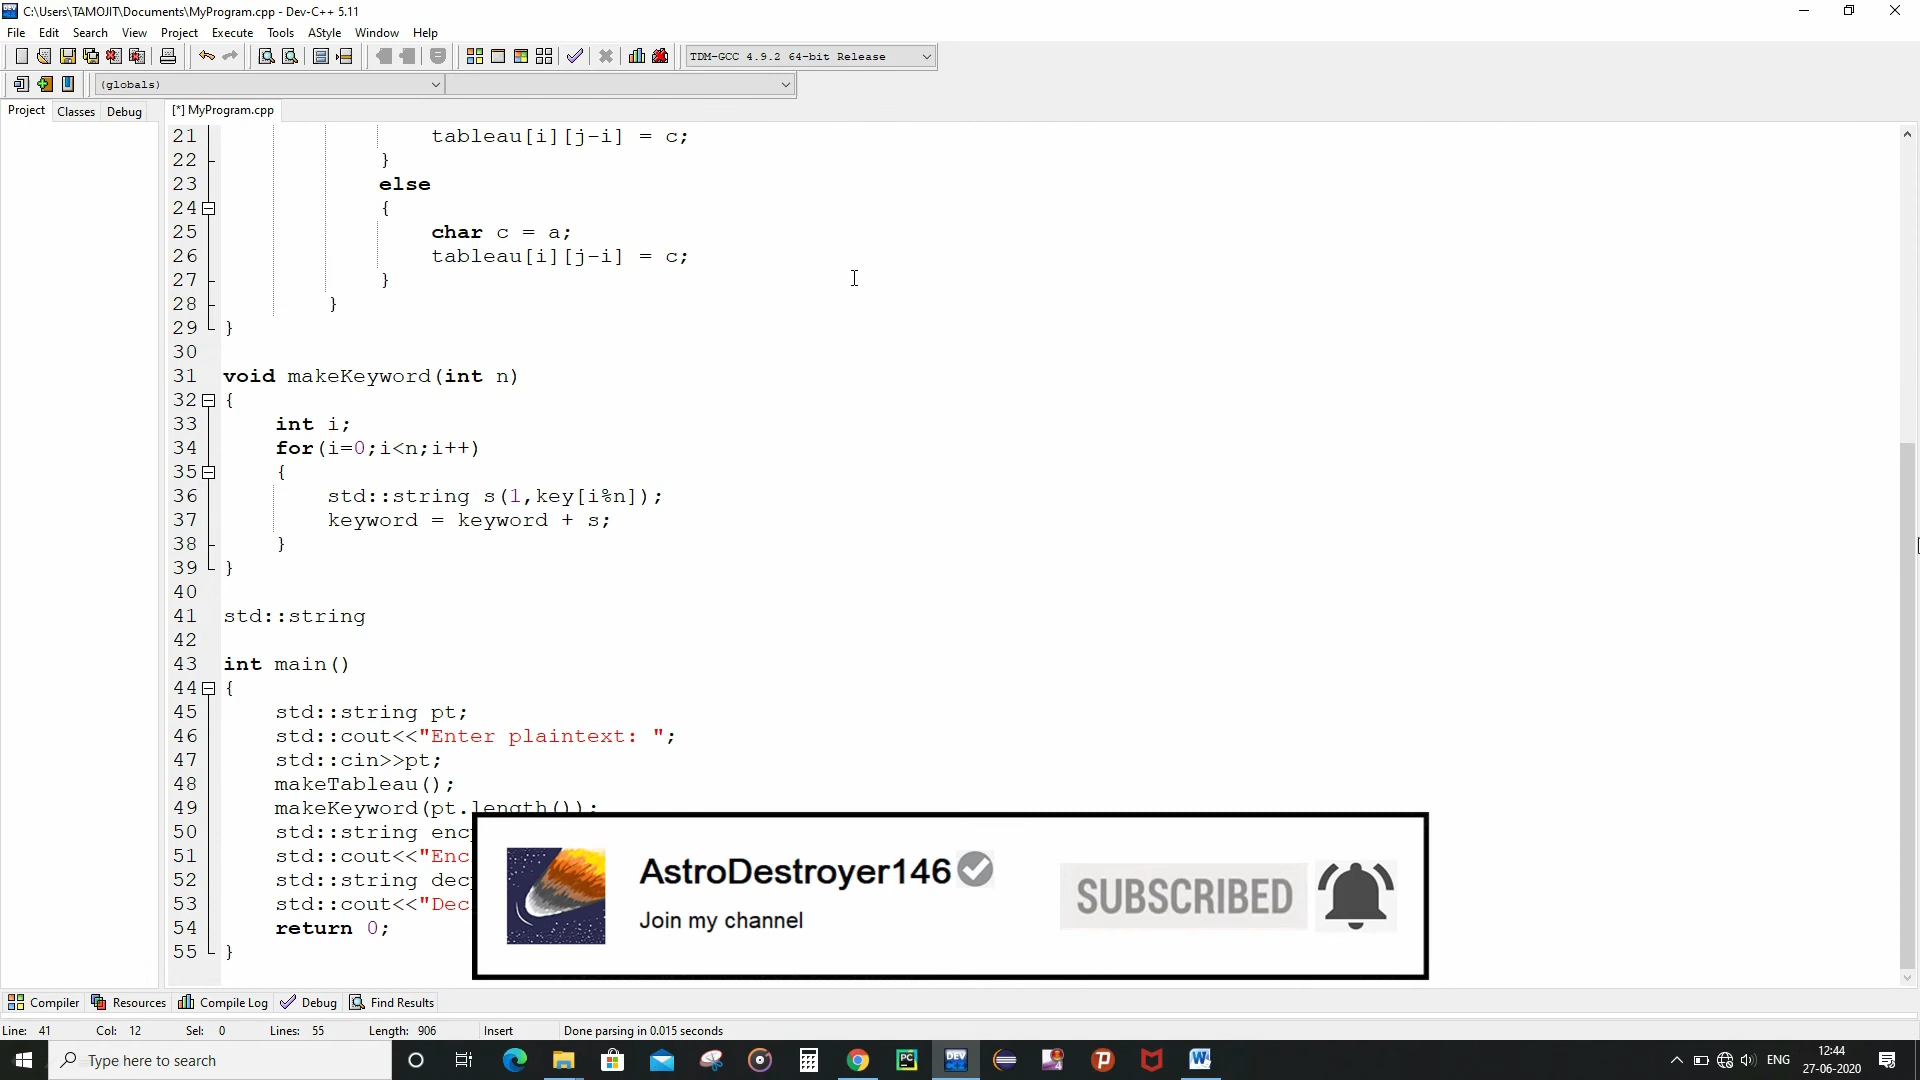 C:\Users\TAMOJIT\Documents\MyProgram.cpp - Dev-C++ 5.11
File Edit Search View Project Execute Tools AStyle Window Help
TDM-GCC 4.9.2 64-bit Release
(globals)
Project Classes Debug [*] MyProgram.cpp
21 tableau[i][j-i] = c;
22 }
23 else
24 {
25 char c = a;
26 tableau[i][j-i] = c;
27 }
28 }
29 }
30
31 void makeKeyword(int n)
32 {
33 int i;
34 for(i=0;i<n;i++)
35 {
36 std::string s(1,key[i%n]);
37 keyword = keyword + s;
38 }
39 }
40
41 std::string
42
43 int main()
44 {
45 std::string pt;
46 std::cout<<"Enter plaintext: ";
47 std::cin>>pt;
48 makeTableau();
49 makeKeyword(pt.length());
50 std::string ency
51 std::cout<<"Enc
52 std::string decy
53 std::cout<<"Dec
54 return 0;
55 }
AstroDestroyer146
Join my channel
SUBSCRIBED
Compiler Resources Compile Log Debug Find Results
Line: 41 Col: 12 Sel: 0 Lines: 55 Length: 906 Insert Done parsing in 0.015 seconds
Type here to search
ENG
12:44
27-06-2020